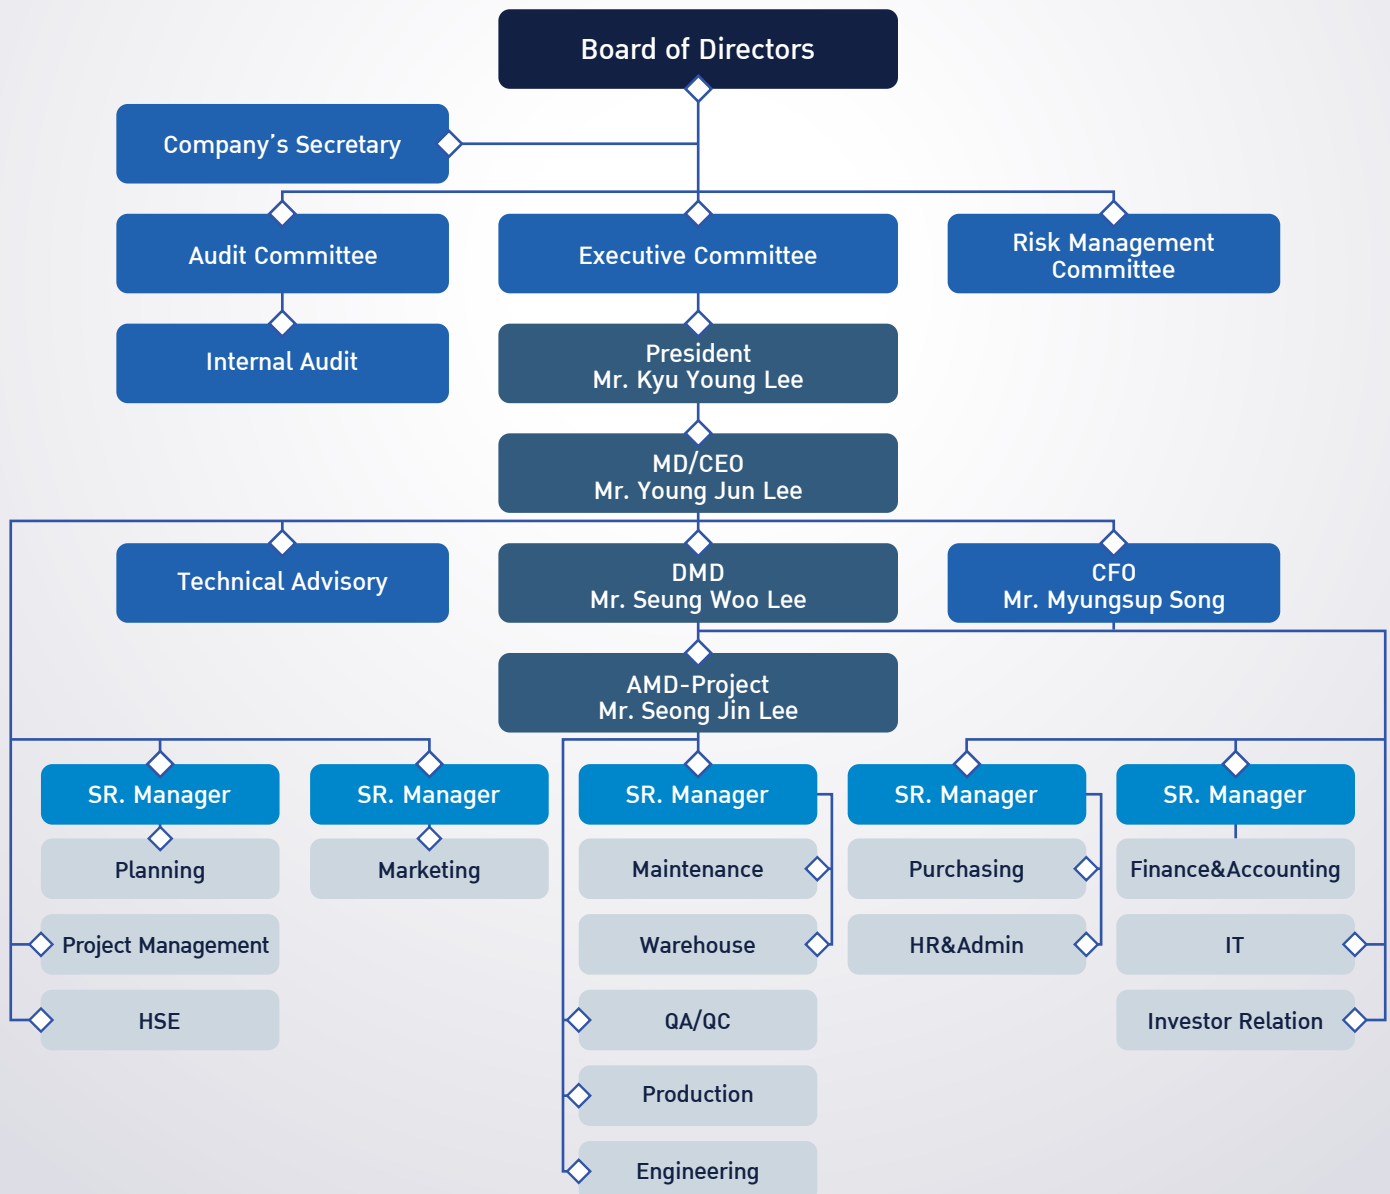 Board of Directors
Company’s Secretary
Audit Committee
Executive Committee
Risk Management
Committee
Internal Audit
President
Mr. Kyu Young Lee
MD/CEO
Mr. Young Jun Lee
Technical Advisory
DMD
Mr. Seung Woo Lee
CFO
Mr. Myungsup Song
AMD-Project
Mr. Seong Jin Lee
SR. Manager
SR. Manager
SR. Manager
SR. Manager
SR. Manager
Planning
Marketing
Maintenance
Purchasing
Finance&Accounting
Project Management
Warehouse
HR&Admin
IT
HSE
QA/QC
Investor Relation
Production
Engineering